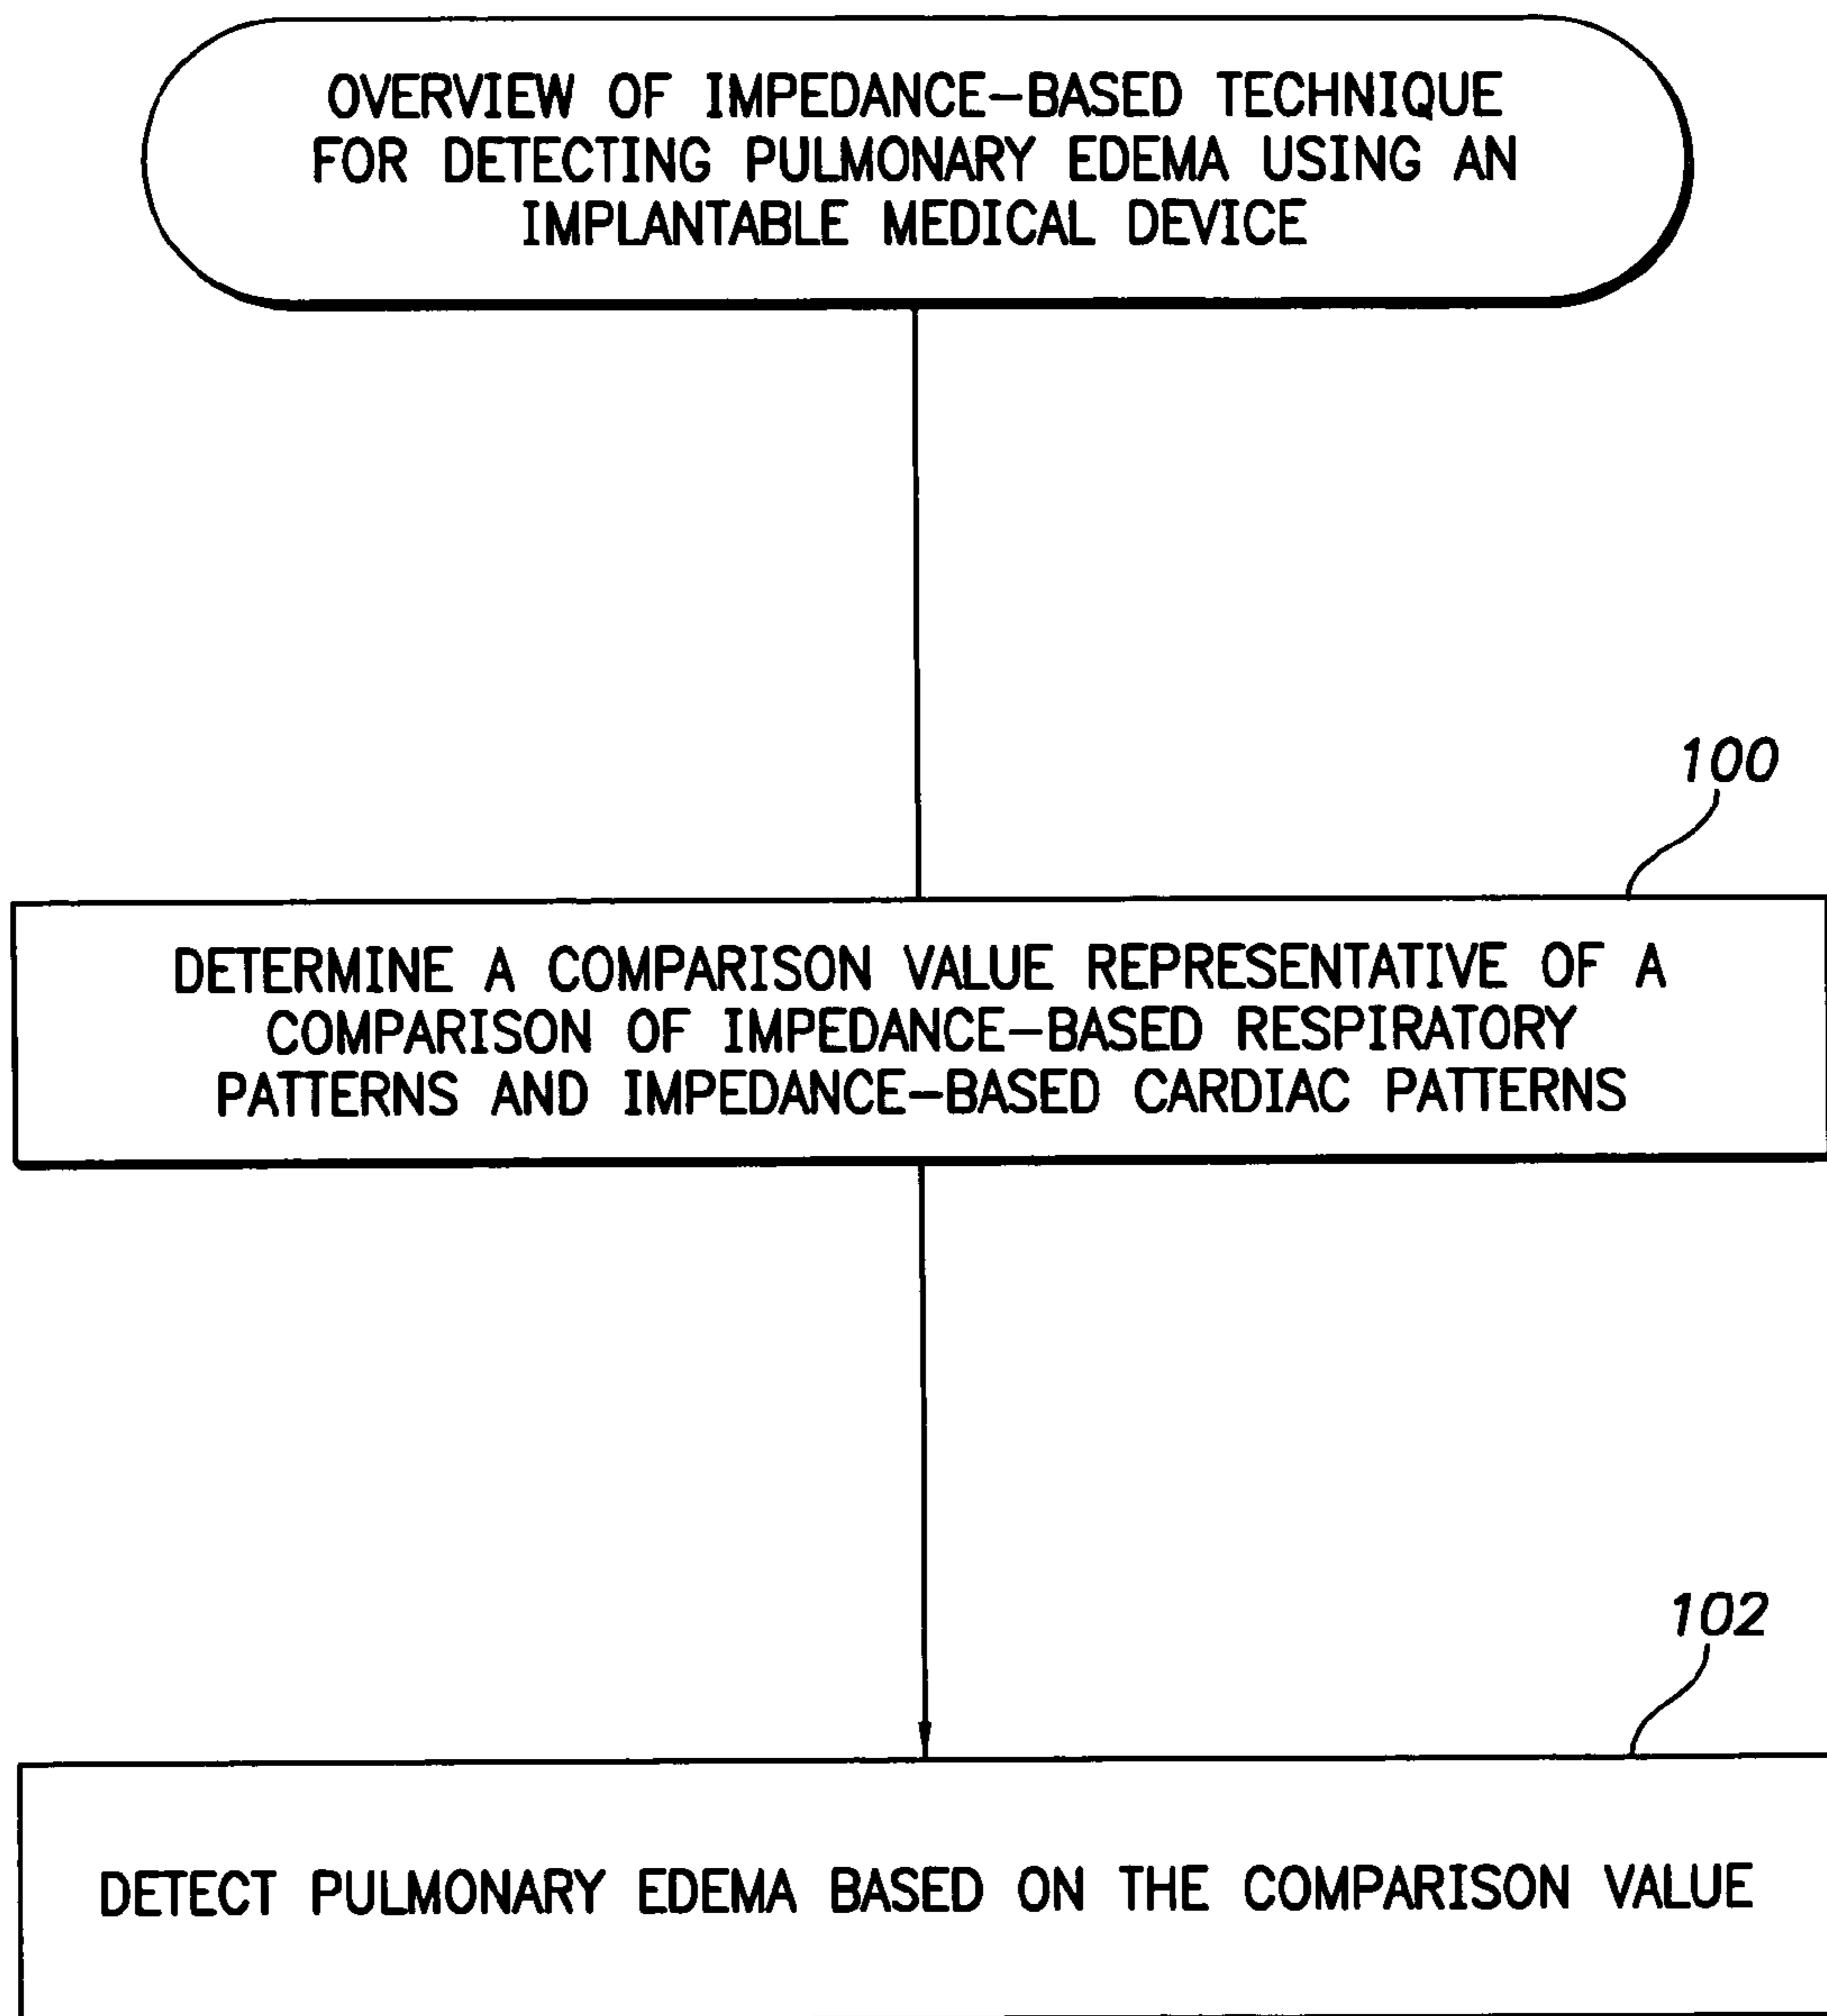 OVERVIEW OF IMPEDANCE-BASED TECHNIQUE
FOR DETECTING PULMONARY EDEMA USING AN
IMPLANTABLE MEDICAL DEVICE
100
DETERMINE A COMPARISON VALUE REPRESENTATIVE OF A
COMPARISON OF IMPEDANCE-BASED RESPIRATORY
PATTERNS AND IMPEDANCE-BASED CARDIAC PATTERNS
102
DETECT PULMONARY EDEMA BASED ON THE COMPARISON VALUE